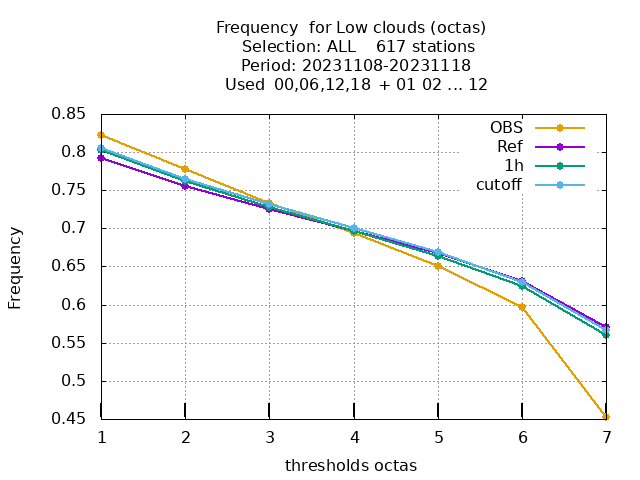 Frequency  for Low clouds (octas)
Selection: ALL    617 stations
Period: 20231108-20231118
Used  00,06,12,18 + 01 02 ... 12
OBS
Ref
1h
cutoff
0.85
0.8
0.75
0.7
0.65
0.6
0.55
0.5
0.45
Frequency
1 2 3 4 5 6 7
thresholds octas